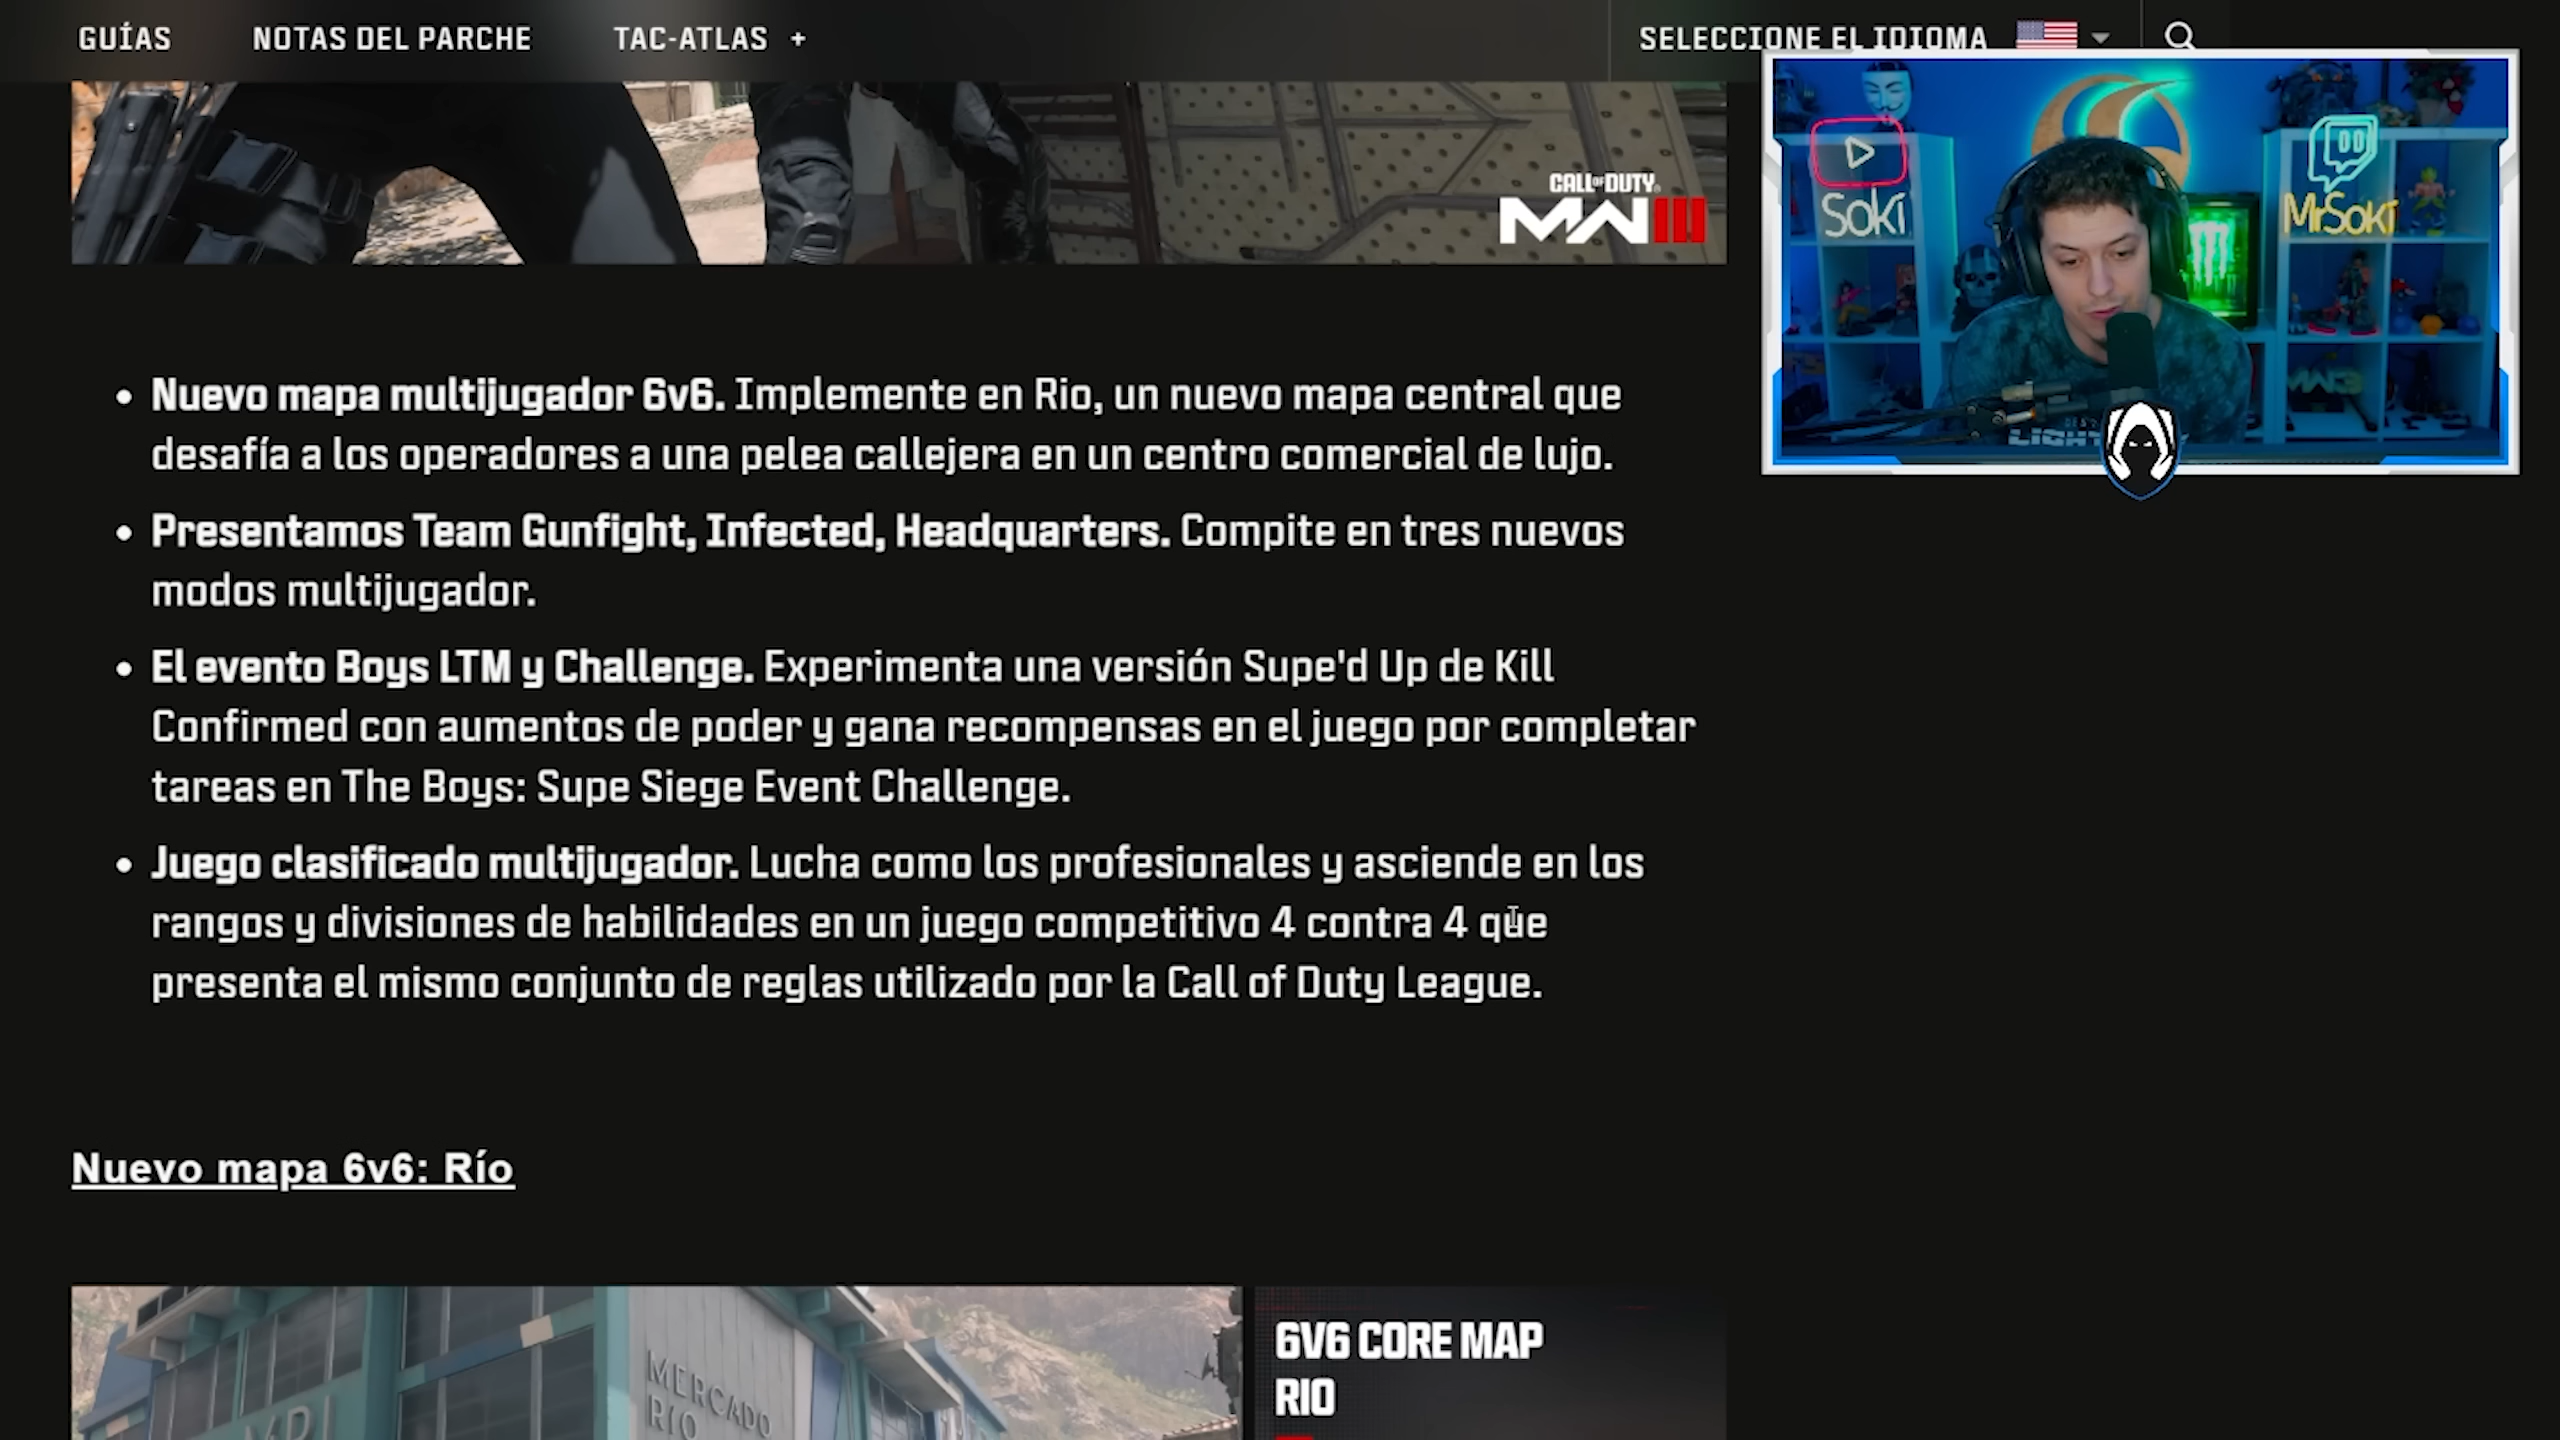 GUÍAS NOTAS DEL PARCHE TAC-ATLAS + SELECCIONE EL IDIOMA
Soki
MrSoki
CALL OF DUTY
MWIII
• Nuevo mapa multijugador 6v6. Implemente en Rio, un nuevo mapa central que
desafía a los operadores a una pelea callejera en un centro comercial de lujo.
• Presentamos Team Gunfight, Infected, Headquarters. Compite en tres nuevos
modos multijugador.
• El evento Boys LTM y Challenge. Experimenta una versión Supe'd Up de Kill
Confirmed con aumentos de poder y gana recompensas en el juego por completar
tareas en The Boys: Supe Siege Event Challenge.
• Juego clasificado multijugador. Lucha como los profesionales y asciende en los
rangos y divisiones de habilidades en un juego competitivo 4 contra 4 que
presenta el mismo conjunto de reglas utilizado por la Call of Duty League.
Nuevo mapa 6v6: Río
MERCADO
RIO
6V6 CORE MAP
RIO